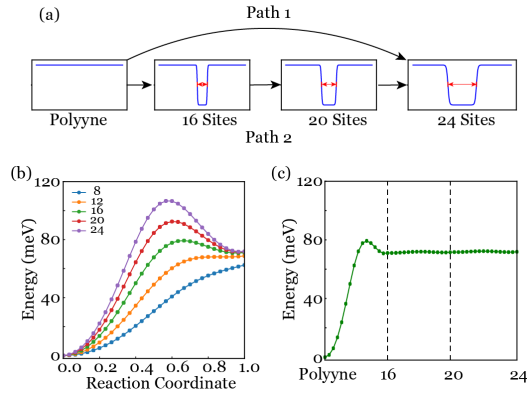 (a)
Path 1
Polyyne
16 Sites
20 Sites
24 Sites
Path 2
(b)
120
80
40
0
Energy (meV)
8
12
16
20
24
0.0 0.2 0.4 0.6 0.8 1.0
Reaction Coordinate
(c)
120
80
40
0
Energy (meV)
Polyyne 16 20 24